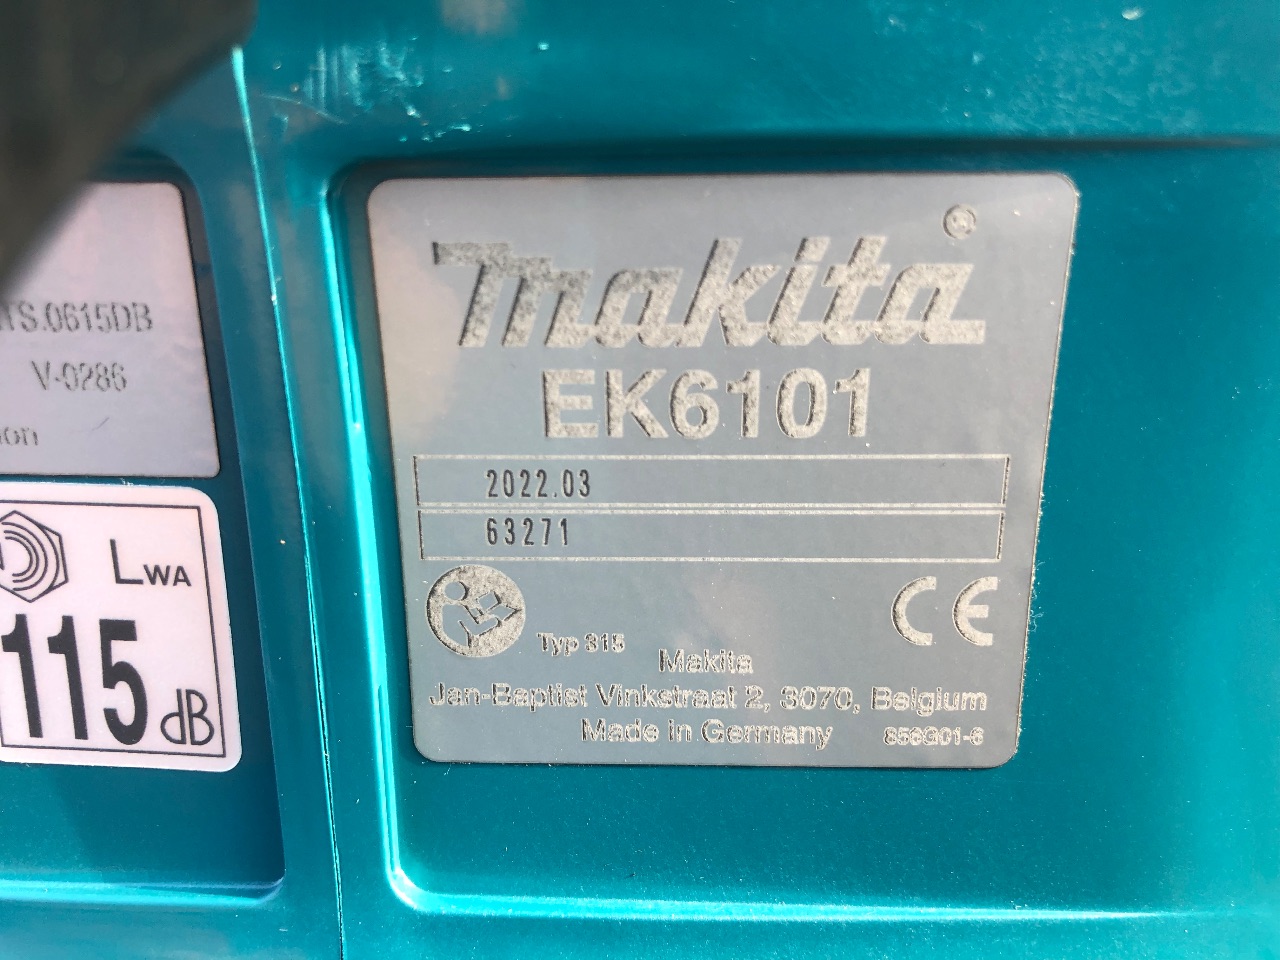 TS.0615DB
V-0286
LWA
115
dB
Makita®
EK6101
2022.03
63271
CE
Typ 315
Makita
Jan-Baptist Vinkstraat 2, 3070, Belgium
Made in Germany 856G01-6